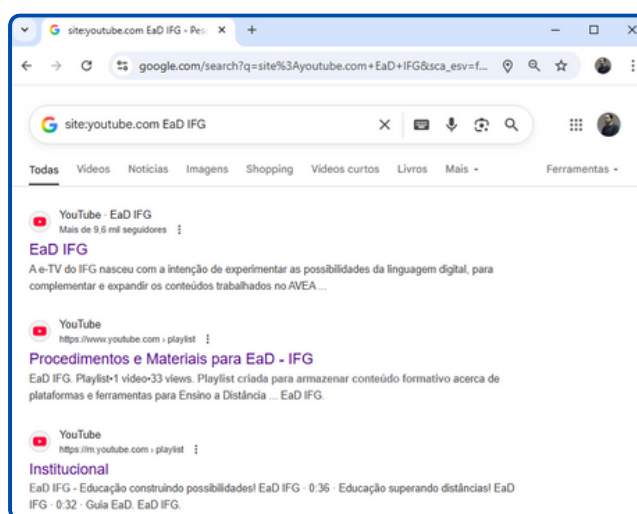 site:youtube.com EaD IFG - Pes
google.com/search?q=site%3Ayoutube.com+EaD+IFG&sca_esv=f...
site:youtube.com EaD IFG
Todas Vídeos Notícias Imagens Shopping Vídeos curtos Livros Mais Ferramentas
YouTube · EaD IFG
Mais de 9,6 mil seguidores
EaD IFG
A e-TV do IFG nasceu com a intenção de experimentar as possibilidades da linguagem digital, para
complementar e expandir os conteúdos trabalhados no AVEA ...
YouTube
https://www.youtube.com › playlist
Procedimentos e Materiais para EaD - IFG
EaD IFG. Playlist•1 video•33 views. Playlist criada para armazenar conteúdo formativo acerca de
plataformas e ferramentas para Ensino a Distância ... EaD IFG.
YouTube
https://m.youtube.com › playlist
Institucional
EaD IFG - Educação construindo possibilidades! EaD IFG · 0:36 · Educação superando distâncias! EaD
IFG · 0:32 · Guia EaD. EaD IFG.